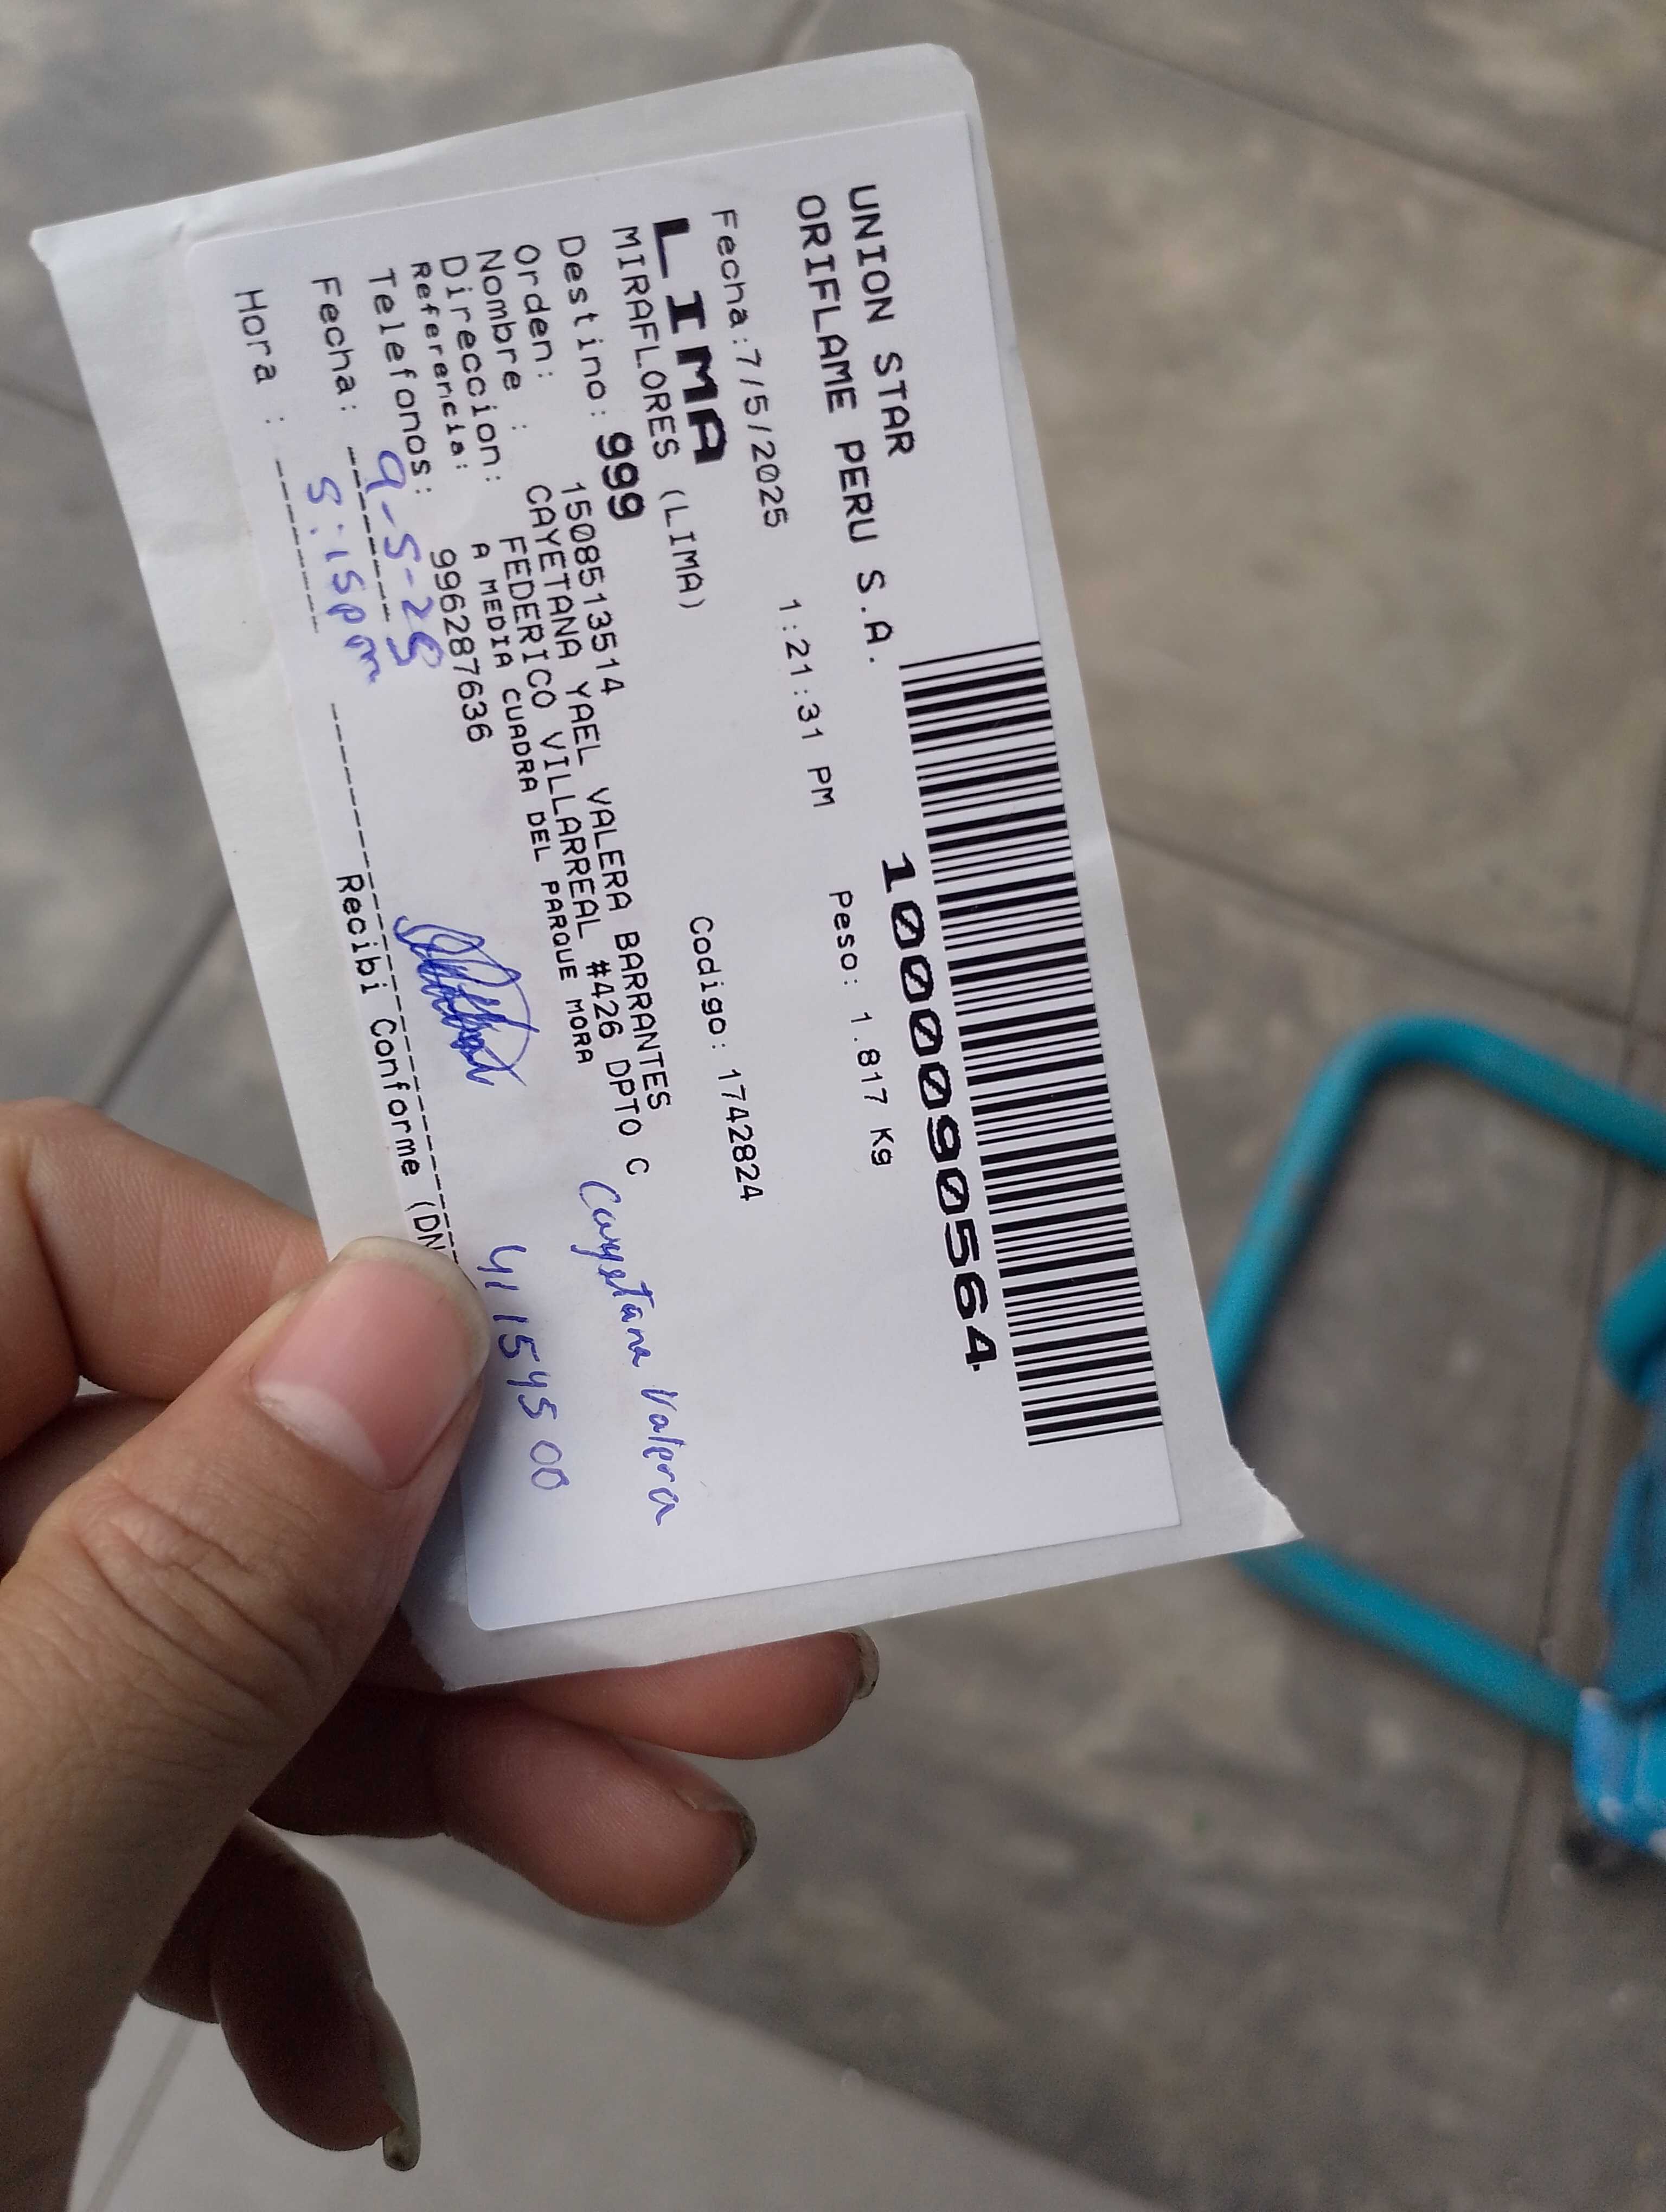 1000090564
UNION STAR
ORIFLAME PERU S.A.
Peso: 1.817 Kg
Fecha:7/5/2025 1:21:31 PM
LIMA
MIRAFLORES (LIMA)
Codigo: 1742824
Destino: 999
Orden: 1508513514
Nombre : CAYETANA YAEL VALERA BARRANTES
Direccion: FEDERICO VILLARREAL #426 DPTO C
Referencia: A MEDIA CUADRA DEL PARQUE MORA
Telefonos: 996287636
Cayetana Valera
Fecha: 9-5-25
41154500
Hora : 5:15pm
Recibi Conforme (DN